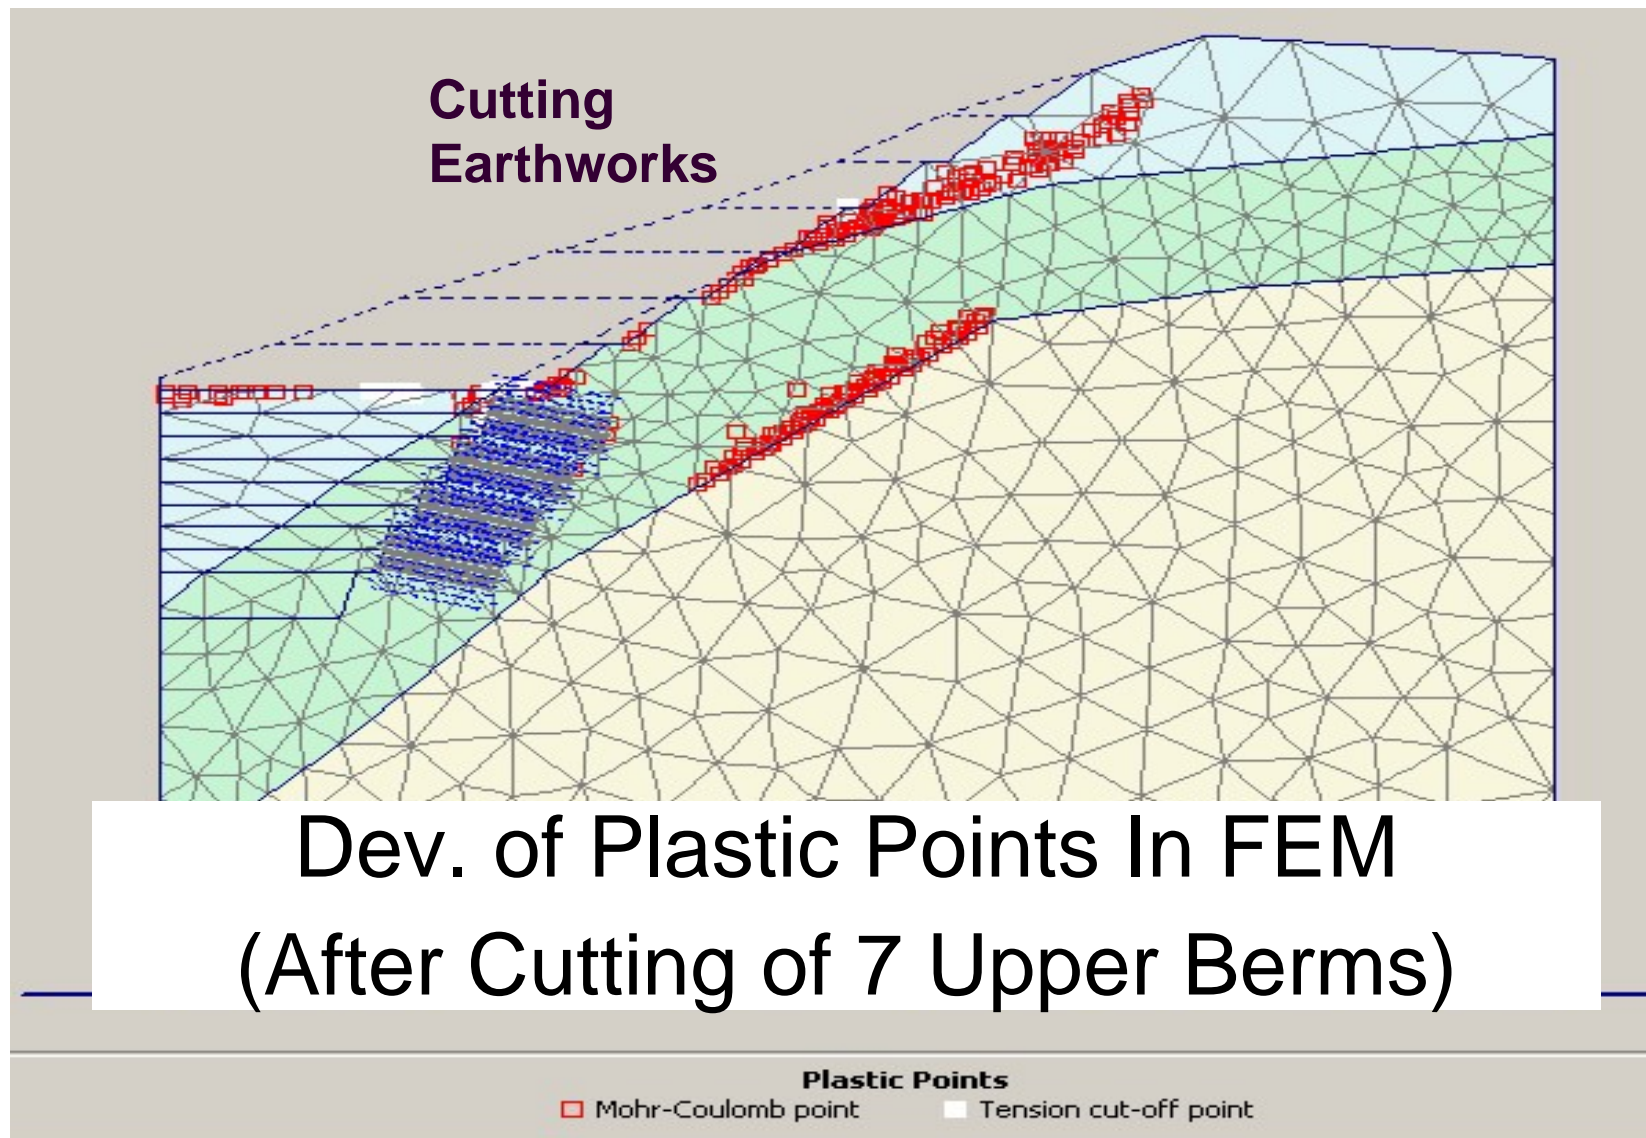 Cutting
Earthworks
Dev. of Plastic Points In FEM
(After Cutting of 7 Upper Berms)
Plastic Points
Mohr-Coulomb point
Tension cut-off point